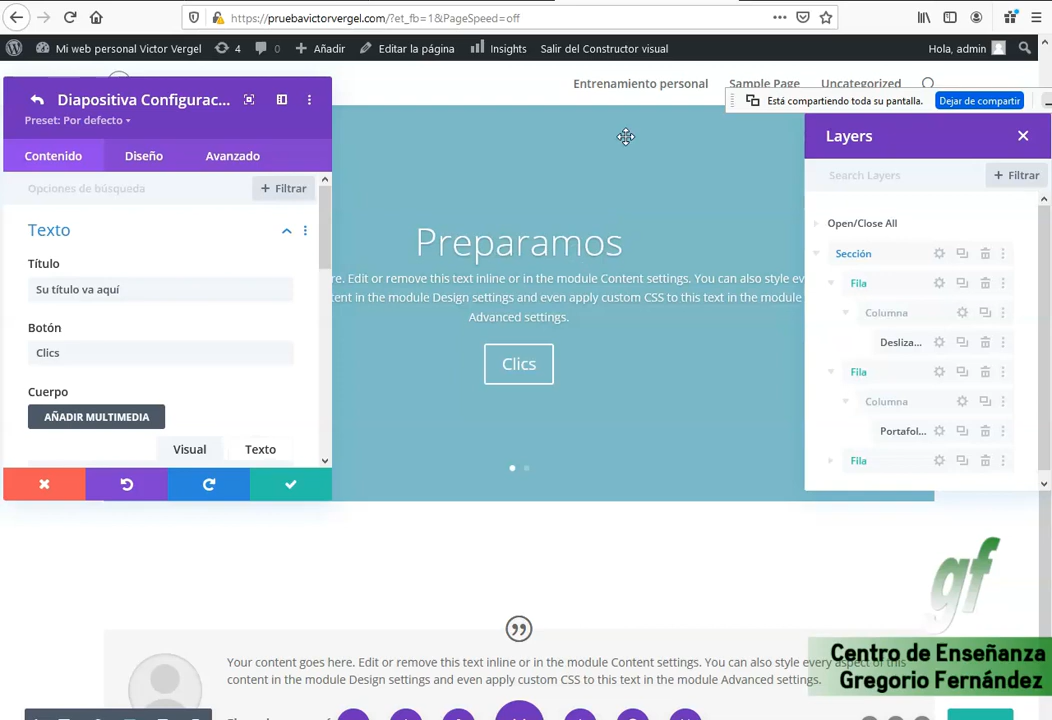 https://pruebavictorvergel.com/?et_fb=1&PageSpeed=off
Mi web personal Victor Vergel
4
0
Añadir
Editar la página
Insights
Salir del Constructor visual
Hola, admin
Entrenamiento personal
Sample Page
Uncategorized
Está compartiendo toda su pantalla.
Dejar de compartir
Diapositiva Configurac...
Preset: Por defecto
Contenido
Diseño
Avanzado
Opciones de búsqueda
+ Filtrar
Texto
Título
Su título va aquí
Botón
Clics
Cuerpo
AÑADIR MULTIMEDIA
Visual
Texto
Preparamos
re. Edit or remove this text inline or in the module Content settings. You can also style eve
tent in the module Design settings and even apply custom CSS to this text in the module
Advanced settings.
Clics
Layers
Search Layers
+ Filtrar
Open/Close All
Sección
Fila
Columna
Desliza...
Fila
Columna
Portafol...
Fila
gf
Centro de Enseñanza
Gregorio Fernández
Your content goes here. Edit or remove this text inline or in the module Content settings. You can also style every aspect of this
content in the module Design settings and even apply custom CSS to this text in the module Advanced settings.